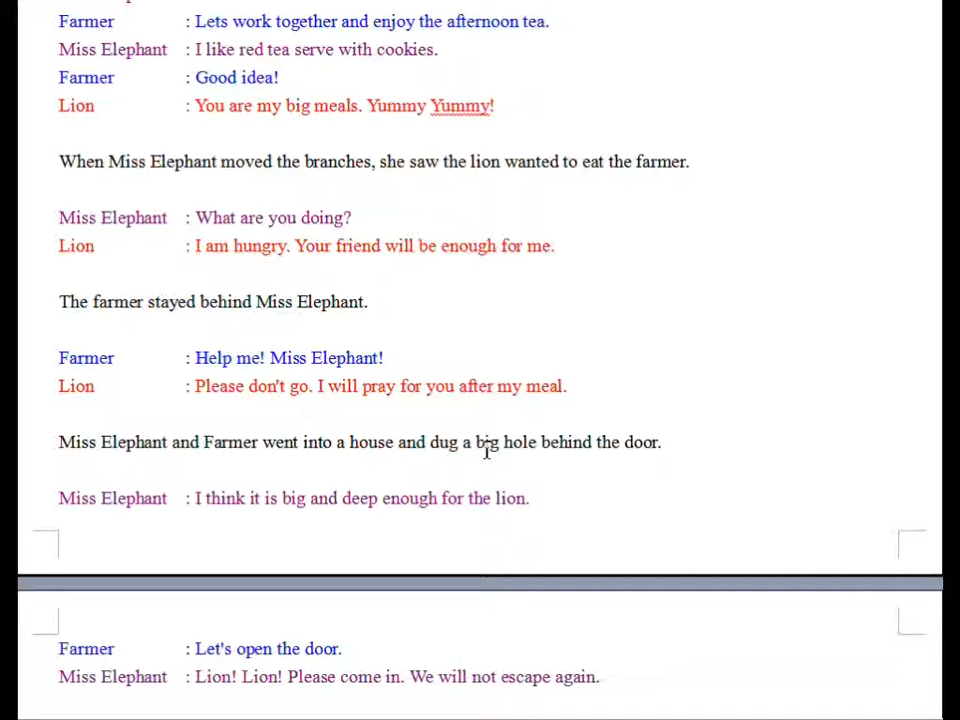 Farmer : Lets work together and enjoy the afternoon tea.
Miss Elephant : I like red tea serve with cookies.
Farmer : Good idea!
Lion : You are my big meals. Yummy Yummy!
When Miss Elephant moved the branches, she saw the lion wanted to eat the farmer.
Miss Elephant : What are you doing?
Lion : I am hungry. Your friend will be enough for me.
The farmer stayed behind Miss Elephant.
Farmer : Help me! Miss Elephant!
Lion : Please don't go. I will pray for you after my meal.
Miss Elephant and Farmer went into a house and dug a big hole behind the door.
Miss Elephant : I think it is big and deep enough for the lion.
Farmer : Let's open the door.
Miss Elephant : Lion! Lion! Please come in. We will not escape again.